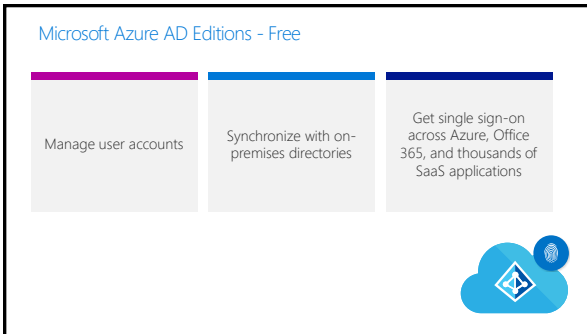 Microsoft Azure AD Editions - Free
Manage user accounts
Synchronize with on-
premises directories
Get single sign-on
across Azure, Office
365, and thousands of
SaaS applications